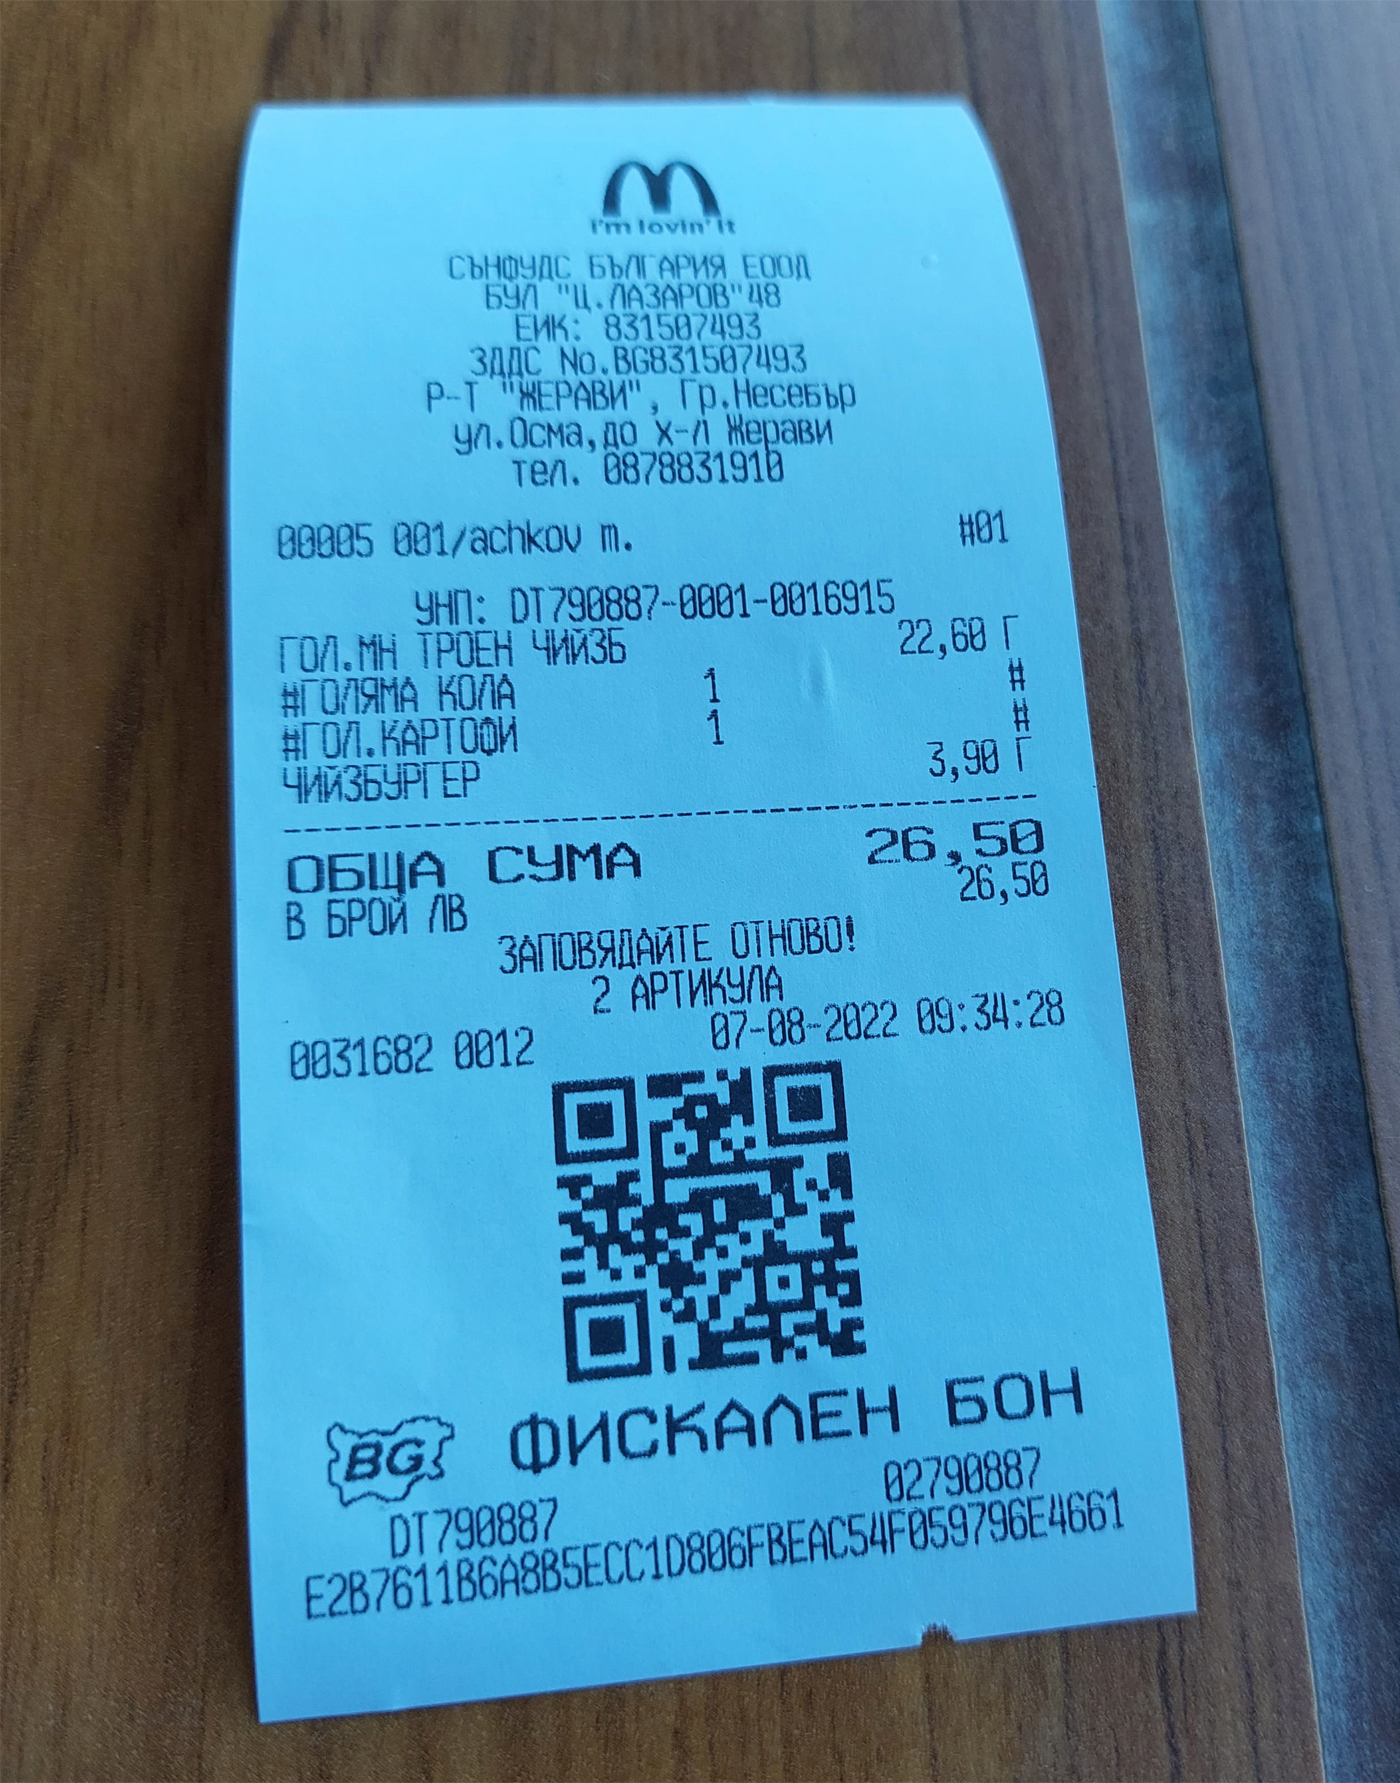 i'm lovin' it
СЪНФУДС БЪЛГАРИЯ ЕООД
БУЛ "Ц.ЛАЗАРОВ"48
ЕИК: 831507493
ЗДДС No.BG831507493
Р-Т "ЖЕРАВИ", Гр.Несебър
ул.Осма,до х-л Жерави
тел. 0878831910
00005 001/achkov m. #01
УНП: DT790887-0001-0016915
ГОЛ.МН ТРОЕН ЧИЙЗБ 22,60 Г
#ГОЛЯМА КОЛА 1 #
#ГОЛ.КАРТОФИ 1 #
ЧИЙЗБУРГЕР 3,90 Г
ОБЩА СУМА 26,50
В БРОЙ ЛВ 26,50
ЗАПОВЯДАЙТЕ ОТНОВО!
2 АРТИКУЛА
0031682 0012 07-08-2022 09:34:28
BG ФИСКАЛЕН БОН
DT790887 02790887
E2B7611B6A8B5ECC1D806FBEAC54F059796E4661